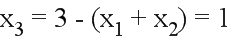 x₃ = 3 - (x₁ + x₂) = 1